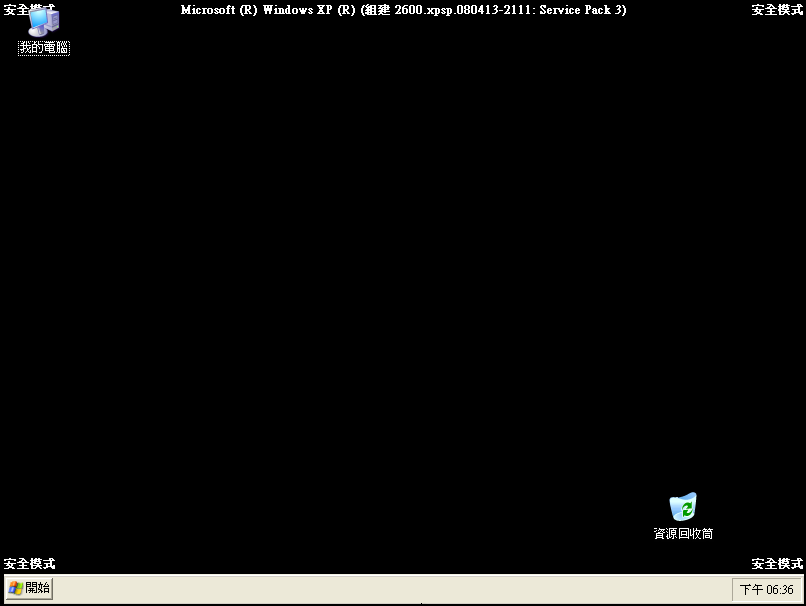 安全模式
Microsoft (R) Windows XP (R) (組建 2600.xpsp.080413-2111: Service Pack 3)
安全模式
我的電腦
資源回收筒
安全模式
安全模式
開始
下午 06:36